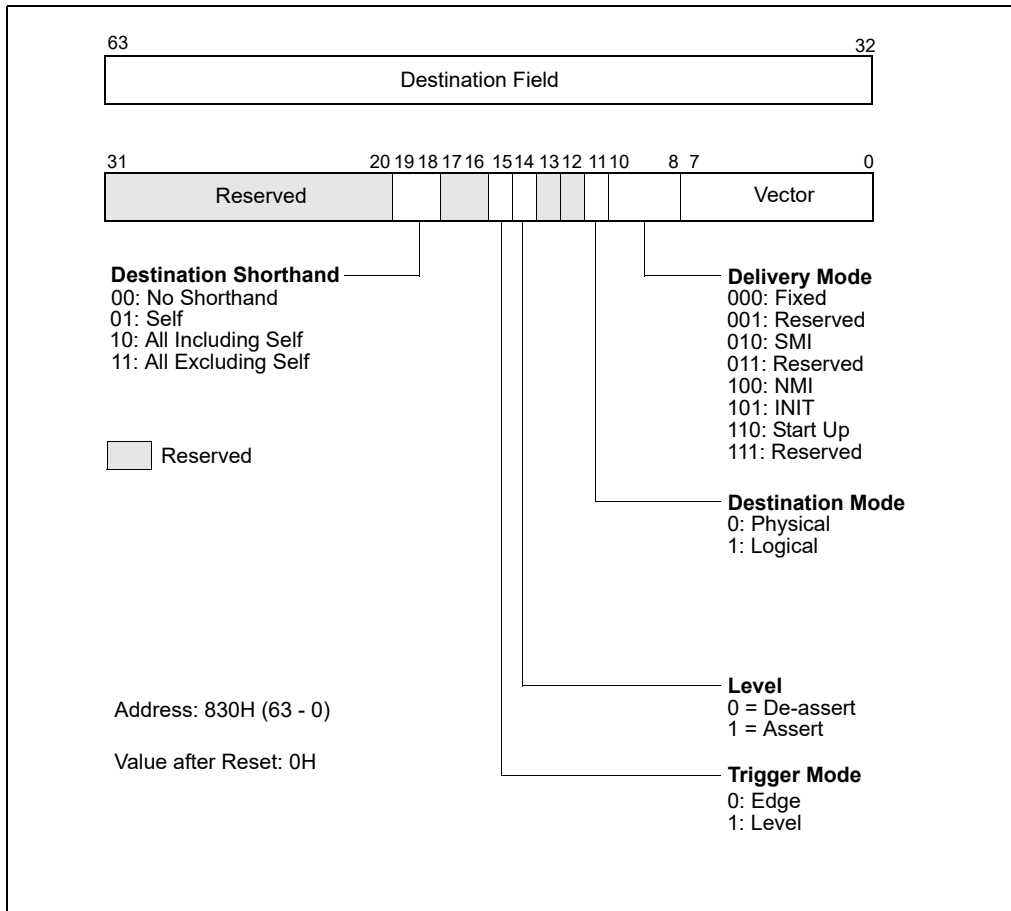 63 32
Destination Field
31 20 19 18 17 16 15 14 13 12 11 10 8 7 0
Reserved Vector
Destination Shorthand
00: No Shorthand
01: Self
10: All Including Self
11: All Excluding Self
Reserved
Delivery Mode
000: Fixed
001: Reserved
010: SMI
011: Reserved
100: NMI
101: INIT
110: Start Up
111: Reserved
Destination Mode
0: Physical
1: Logical
Level
0 = De-assert
1 = Assert
Address: 830H (63 - 0)
Value after Reset: 0H
Trigger Mode
0: Edge
1: Level